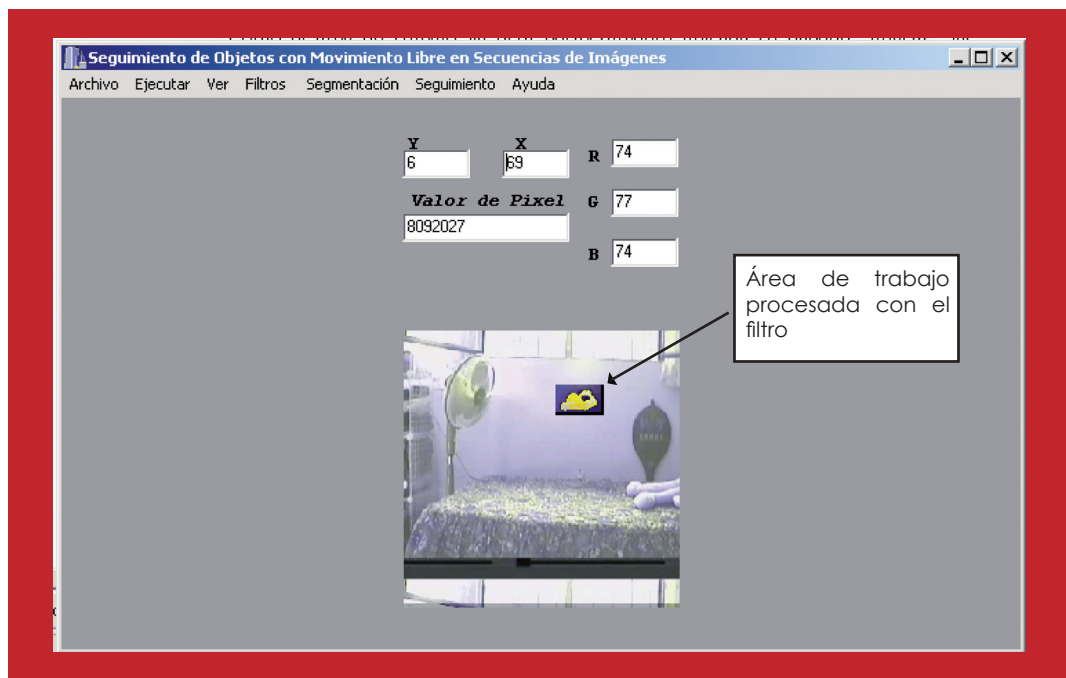 Seguimiento de Objetos con Movimiento Libre en Secuencias de Imágenes
Archivo Ejecutar Ver Filtros Segmentación Seguimiento Ayuda
Y X
6 69
R 74
Valor de Pixel
8092027
G 77
B 74
Área de trabajo
procesada con el
filtro